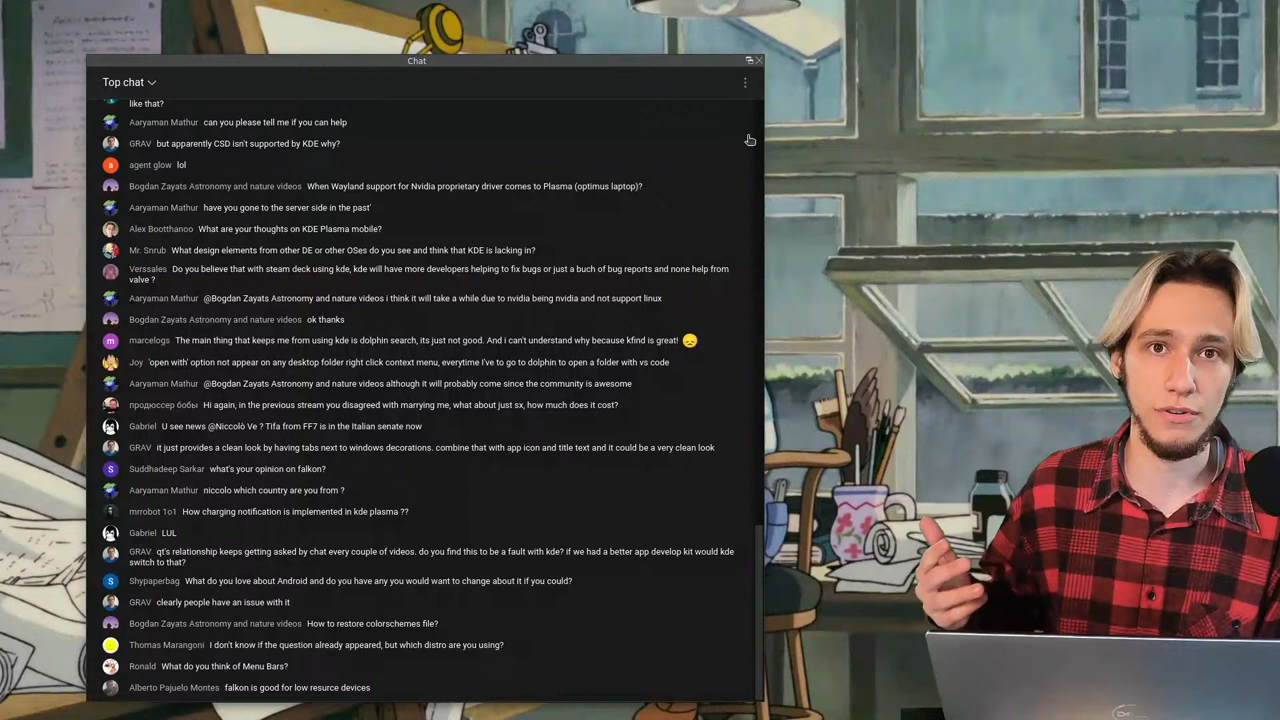 Chat
Top chat
like that?
Aaryaman Mathur can you please tell me if you can help
GRAV but apparently CSD isn't supported by KDE why?
a agent glow lol
Bogdan Zayats Astronomy and nature videos When Wayland support for Nvidia proprietary driver comes to Plasma (optimus laptop)?
Aaryaman Mathur have you gone to the server side in the past'
Alex Bootthanoo What are your thoughts on KDE Plasma mobile?
Mr. Snrub What design elements from other DE or other OSes do you see and think that KDE is lacking in?
Verssales Do you believe that with steam deck using kde, kde will have more developers helping to fix bugs or just a buch of bug reports and none help from
valve ?
Aaryaman Mathur @Bogdan Zayats Astronomy and nature videos i think it will take a while due to nvidia being nvidia and not support linux
Bogdan Zayats Astronomy and nature videos ok thanks
m marcelogs The main thing that keeps me from using kde is dolphin search, its just not good. And i can't understand why because kfind is great! 😞
Joy 'open with' option not appear on any desktop folder right click context menu, everytime I've to go to dolphin to open a folder with vs code
Aaryaman Mathur @Bogdan Zayats Astronomy and nature videos although it will probably come since the community is awesome
продюссер бобы Hi again, in the previous stream you disagreed with marrying me, what about just sx, how much does it cost?
Gabriel U see news @Niccolò Ve ? Tifa from FF7 is in the Italian senate now
GRAV it just provides a clean look by having tabs next to windows decorations. combine that with app icon and title text and it could be a very clean look
S Suddhadeep Sarkar what's your opinion on falkon?
Aaryaman Mathur niccolo which country are you from ?
mrrobot 1o1 How charging notification is implemented in kde plasma ??
Gabriel LUL
GRAV qt's relationship keeps getting asked by chat every couple of videos. do you find this to be a fault with kde? if we had a better app develop kit would kde
switch to that?
S Shypaperbag What do you love about Android and do you have any you would want to change about it if you could?
GRAV clearly people have an issue with it
Bogdan Zayats Astronomy and nature videos How to restore colorschemes file?
Thomas Marangoni I don't know if the question already appeared, but which distro are you using?
Ronald What do you think of Menu Bars?
Alberto Pajuelo Montes falkon is good for low resurce devices